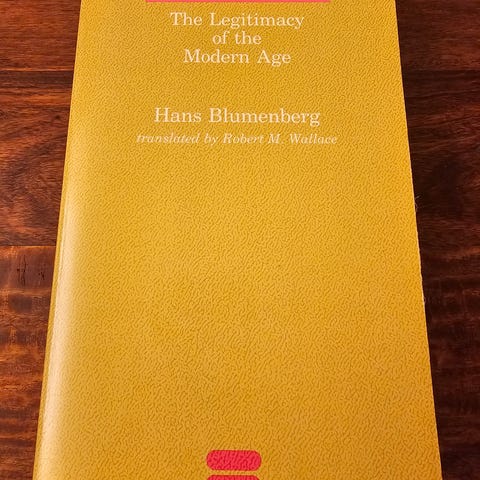 The Legitimacy
of the
Modern Age
Hans Blumenberg
translated by Robert M. Wallace